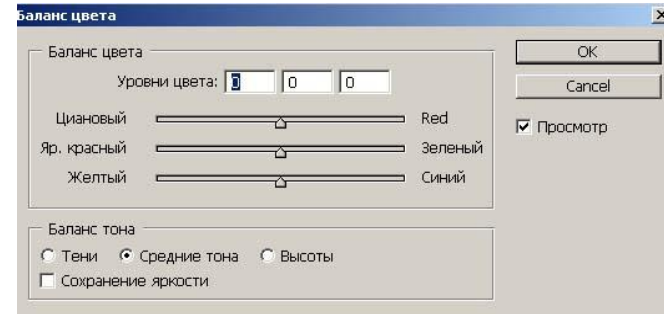 Баланс цвета
Баланс цвета
Уровни цвета: 0 0 0
Циановый Red
Яр. красный Зеленый
Желтый Синий
OK
Cancel
Просмотр
Баланс тона
Тени Средние тона Высоты
Сохранение яркости